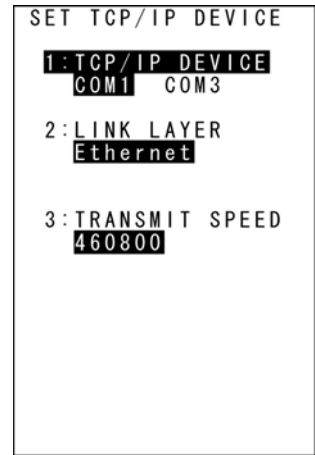 SET TCP/IP DEVICE
1:TCP/IP DEVICE
COM1 COM3
2:LINK LAYER
Ethernet
3:TRANSMIT SPEED
460800